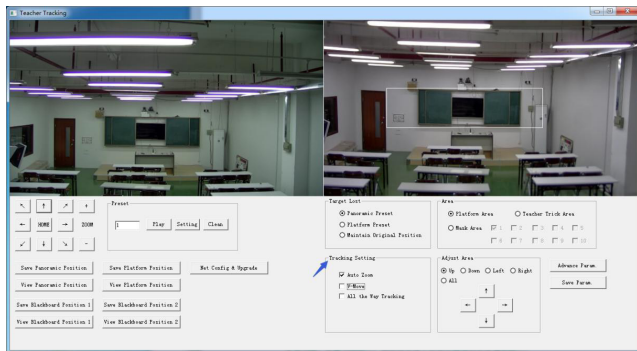 Teacher Tracking
Preset
ZOOM
HOME
1
Play
Setting
Clean
Save Panoramic Position
Save Platform Position
Net Config & Upgrade
View Panoramic Position
View Platform Position
Save Blackboard Position 1
Save Blackboard Position 2
View Blackboard Position 1
View Blackboard Position 2
Target Lost
Panoramic Preset
Platform Preset
Maintain Original Position
Area
Platform Area
Teacher Trick Area
Mask Area
1 2 3 4 5
6 7 8 9 10
Tracking Setting
Auto Zoom
V-Move
All the Way Tracking
Adjust Area
Up Down Left Right
All
Advance Param.
Save Param.